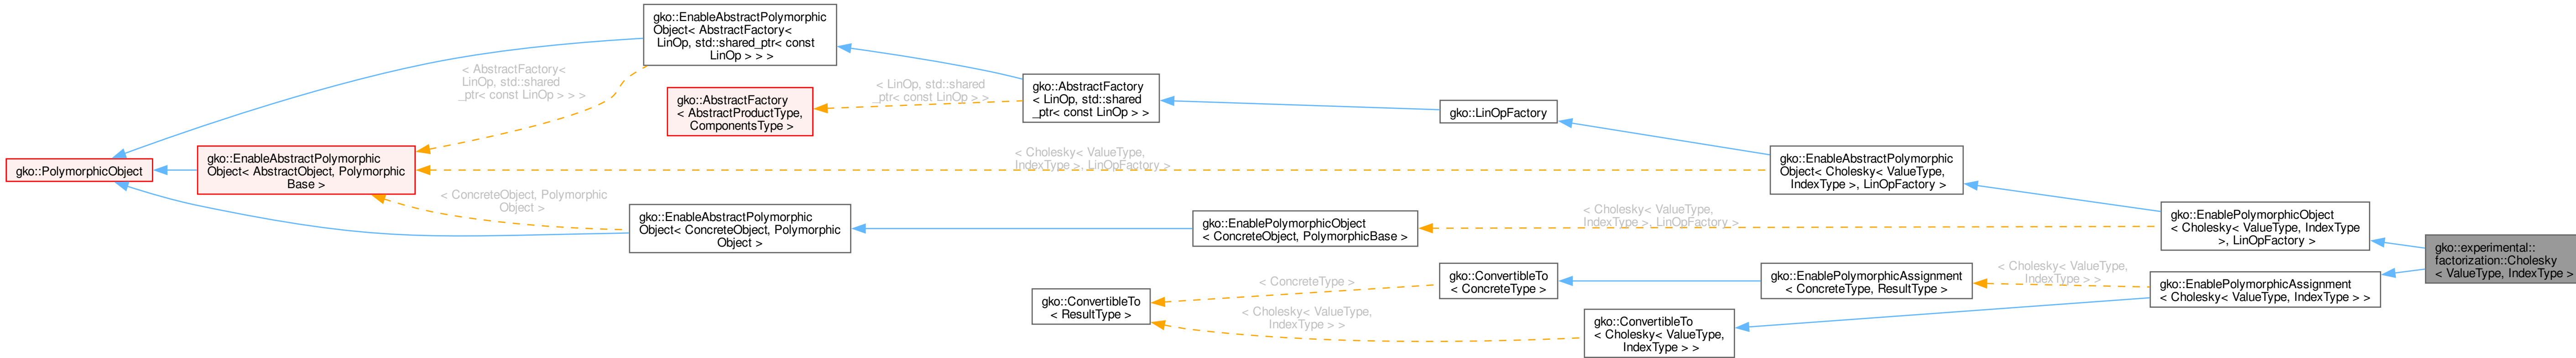 gko::EnableAbstractPolymorphic
Object< AbstractFactory<
LinOp, std::shared_ptr< const
LinOp > > >
< AbstractFactory<
LinOp, std::shared
_ptr< const LinOp > > >
gko::AbstractFactory
< AbstractProductType,
ComponentsType >
< LinOp, std::shared
_ptr< const LinOp > >
gko::AbstractFactory
< LinOp, std::shared
_ptr< const LinOp > >
gko::LinOpFactory
gko::PolymorphicObject
gko::EnableAbstractPolymorphic
Object< AbstractObject, Polymorphic
Base >
< Cholesky< ValueType,
IndexType >, LinOpFactory >
gko::EnableAbstractPolymorphic
Object< Cholesky< ValueType,
IndexType >, LinOpFactory >
< ConcreteObject, Polymorphic
Object >
gko::EnableAbstractPolymorphic
Object< ConcreteObject, Polymorphic
Object >
gko::EnablePolymorphicObject
< ConcreteObject, PolymorphicBase >
< Cholesky< ValueType,
IndexType >, LinOpFactory >
gko::EnablePolymorphicObject
< Cholesky< ValueType, IndexType
>, LinOpFactory >
gko::experimental::
factorization::Cholesky
< ValueType, IndexType >
gko::ConvertibleTo
< ResultType >
< ConcreteType >
gko::ConvertibleTo
< ConcreteType >
gko::EnablePolymorphicAssignment
< ConcreteType, ResultType >
< Cholesky< ValueType,
IndexType > >
gko::EnablePolymorphicAssignment
< Cholesky< ValueType, IndexType > >
< Cholesky< ValueType,
IndexType > >
gko::ConvertibleTo
< Cholesky< ValueType,
IndexType > >